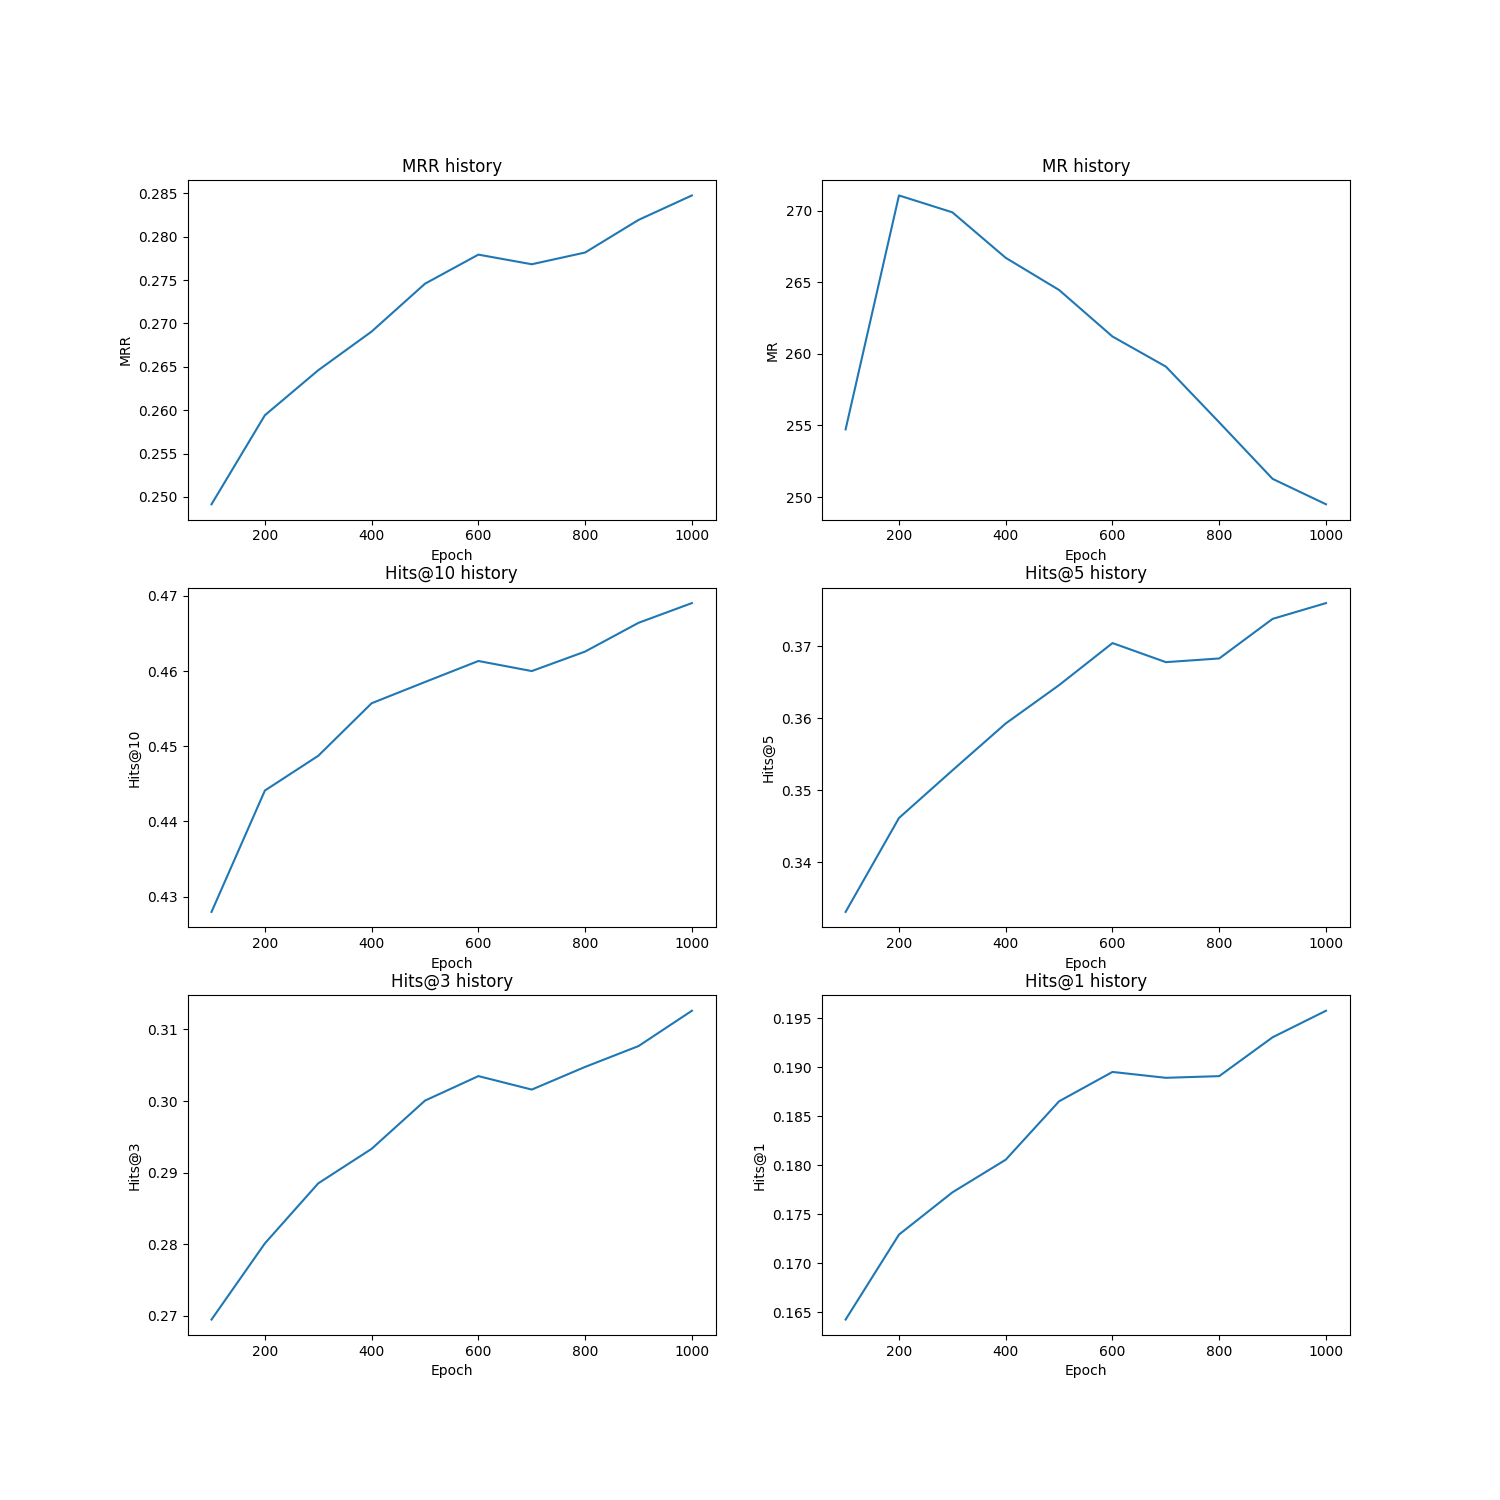 MRR history
0.285
0.280
0.275
0.270
0.265
0.260
0.255
0.250
MRR
200 400 600 800 1000
Epoch
MR history
270
265
260
255
250
MR
200 400 600 800 1000
Epoch
Hits@10 history
0.47
0.46
0.45
0.44
0.43
Hits@10
200 400 600 800 1000
Epoch
Hits@5 history
0.37
0.36
0.35
0.34
Hits@5
200 400 600 800 1000
Epoch
Hits@3 history
0.31
0.30
0.29
0.28
0.27
Hits@3
200 400 600 800 1000
Epoch
Hits@1 history
0.195
0.190
0.185
0.180
0.175
0.170
0.165
Hits@1
200 400 600 800 1000
Epoch